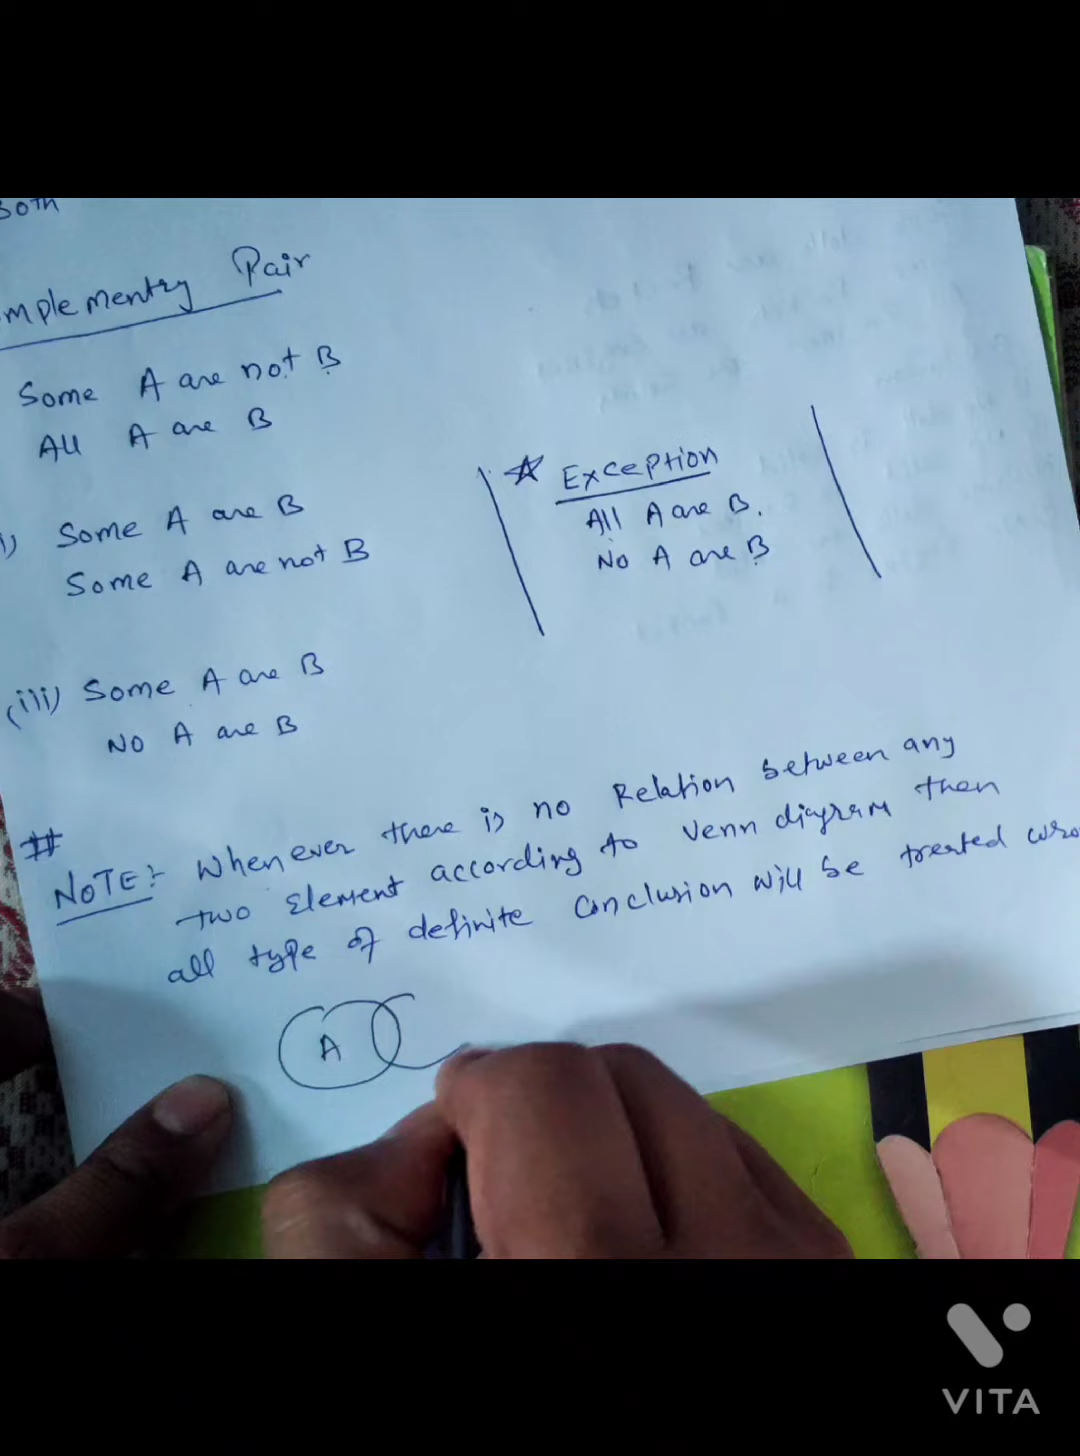 Both
omplementry Pair
Some A are not B
All A are B
i) Some A are B
Some A are not B
☆ Exception
All A are B.
No A are B
(iii) Some A are B
No A are B
#
NOTE:- Whenever there is no Relation between any
two Element according to Venn diagram then
all type of definite Conclusion will be treated wro
A
VITA